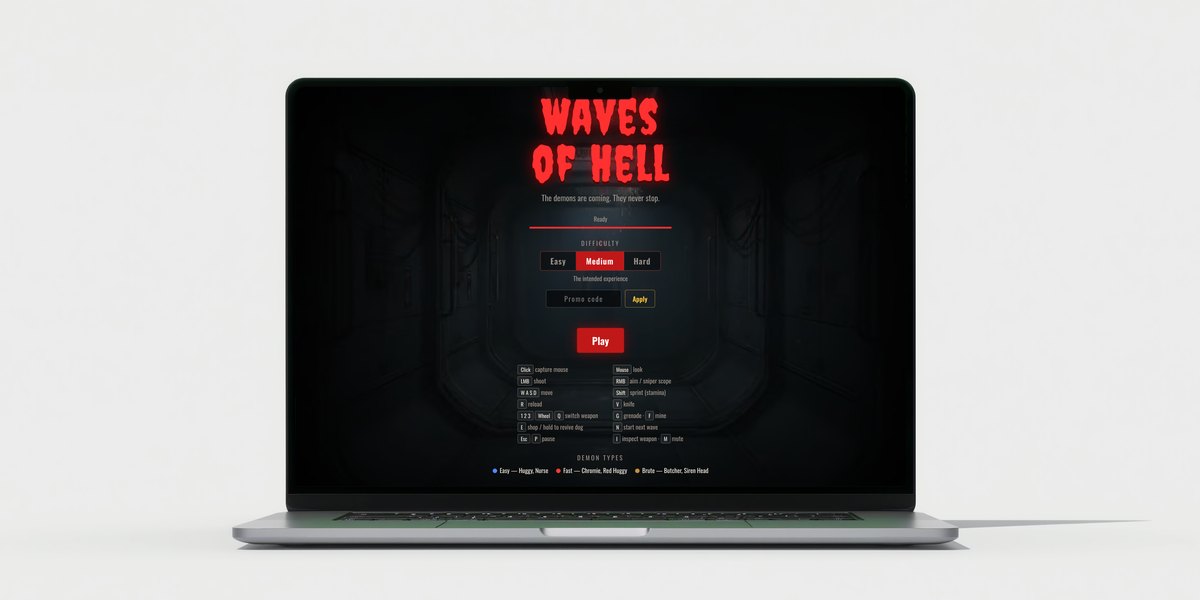 WAVES
OF HELL
The demons are coming. They never stop.
Ready
DIFFICULTY
Easy Medium Hard
The intended experience
Promo code Apply
Play
Click capture mouse Mouse look
LMB shoot RMB aim / sniper scope
W A S D move Shift sprint (stamina)
R reload V knife
1 2 3 Wheel Q switch weapon G grenade · F mine
E shop / hold to revive dog N start next wave
Esc P pause I inspect weapon · M mute
DEMON TYPES
Easy — Huggy, Nurse Fast — Chromie, Red Huggy Brute — Butcher, Siren Head